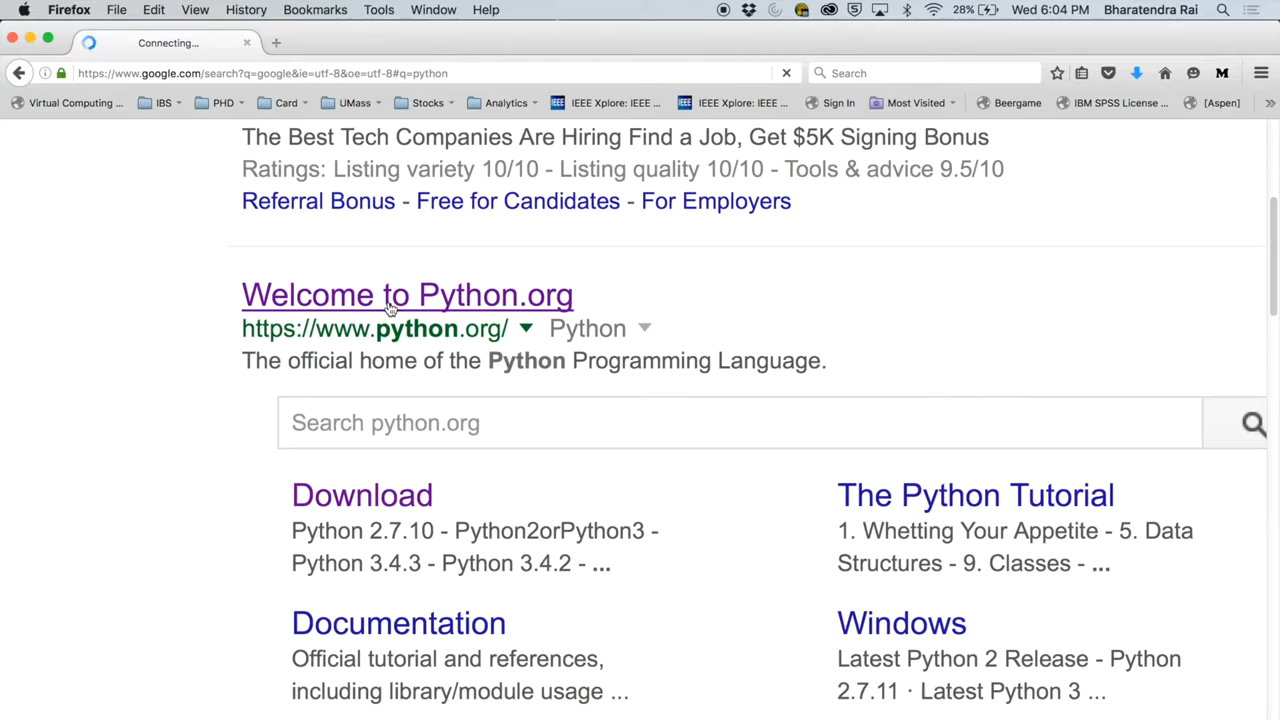 Firefox File Edit View History Bookmarks Tools Window Help 28% Wed 6:04 PM Bharatendra Rai
Connecting...
https://www.google.com/search?q=google&ie=utf-8&oe=utf-8#q=python Search
Virtual Computing ... IBS PHD Card UMass Stocks Analytics IEEE Xplore: IEEE ... IEEE Xplore: IEEE ... Sign In Most Visited Beergame IBM SPSS License ... [Aspen]
The Best Tech Companies Are Hiring Find a Job, Get $5K Signing Bonus
Ratings: Listing variety 10/10 - Listing quality 10/10 - Tools & advice 9.5/10
Referral Bonus - Free for Candidates - For Employers
Welcome to Python.org
https://www.python.org/ Python
The official home of the Python Programming Language.
Search python.org
Download
Python 2.7.10 - Python2orPython3 -
Python 3.4.3 - Python 3.4.2 - ...
The Python Tutorial
1. Whetting Your Appetite - 5. Data
Structures - 9. Classes - ...
Documentation
Official tutorial and references,
including library/module usage ...
Windows
Latest Python 2 Release - Python
2.7.11 · Latest Python 3 ...